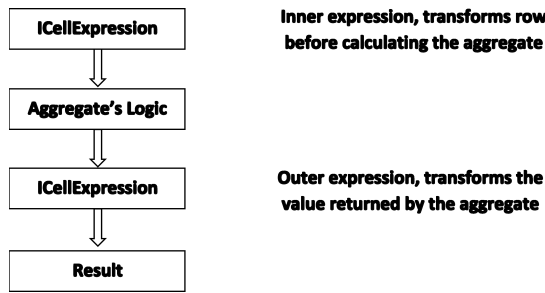 ICellExpression
Inner expression, transforms row
before calculating the aggregate
Aggregate's Logic
ICellExpression
Outer expression, transforms the
value returned by the aggregate
Result